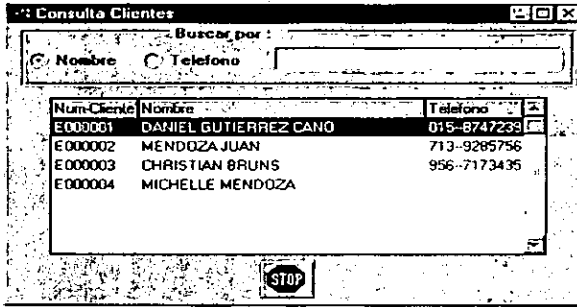 Consulta Clientes
Buscar por :
Nombre Telefono
Num-Cliente Nombre Telefono
E000001 DANIEL GUTIERREZ CANO 015--8747239
E000002 MENDOZA JUAN 713--9285756
E000003 CHRISTIAN BRUNS 956--7173435
E000004 MICHELLE MENDOZA
STOP